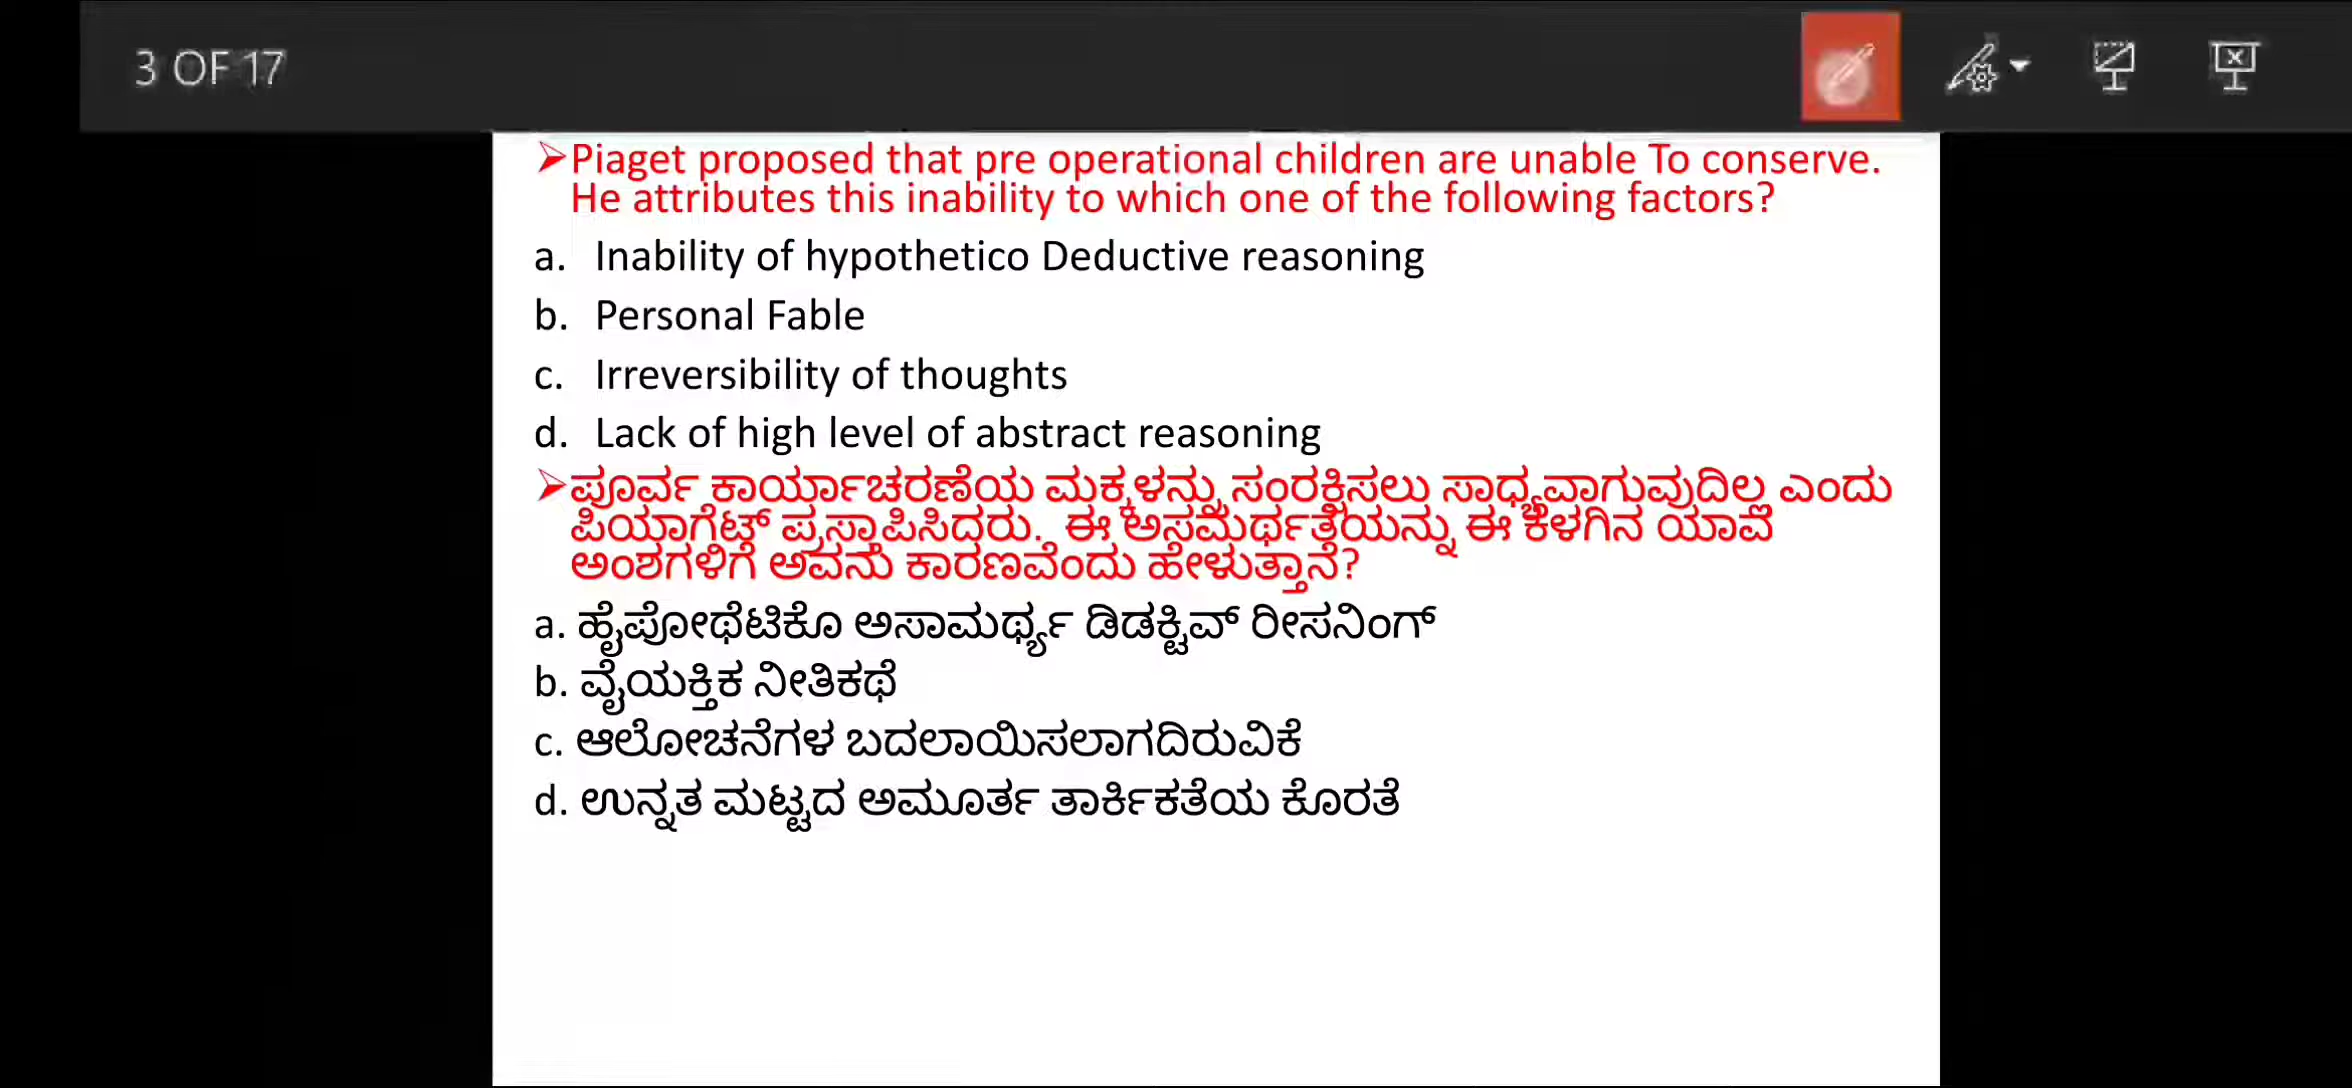 3 OF 17
➢Piaget proposed that pre operational children are unable To conserve.
He attributes this inability to which one of the following factors?
a. Inability of hypothetico Deductive reasoning
b. Personal Fable
c. Irreversibility of thoughts
d. Lack of high level of abstract reasoning
➢ಪೂರ್ವ ಕಾರ್ಯಾಚರಣೆಯ ಮಕ್ಕಳನ್ನು ಸಂರಕ್ಷಿಸಲು ಸಾಧ್ಯವಾಗುವುದಿಲ್ಲ ಎಂದು
ಪಿಯಾಗೆಟ್ ಪ್ರಸ್ತಾಪಿಸಿದರು. ಈ ಅಸಮರ್ಥತೆಯನ್ನು ಈ ಕೆಳಗಿನ ಯಾವ
ಅಂಶಗಳಿಗೆ ಅವನು ಕಾರಣವೆಂದು ಹೇಳುತ್ತಾನೆ?
a. ಹೈಪೋಥೆಟಿಕೊ ಅಸಾಮರ್ಥ್ಯ ಡಿಡಕ್ಟಿವ್ ರೀಸನಿಂಗ್
b. ವೈಯಕ್ತಿಕ ನೀತಿಕಥೆ
c. ಆಲೋಚನೆಗಳ ಬದಲಾಯಿಸಲಾಗದಿರುವಿಕೆ
d. ಉನ್ನತ ಮಟ್ಟದ ಅಮೂರ್ತ ತಾರ್ಕಿಕತೆಯ ಕೊರತೆ